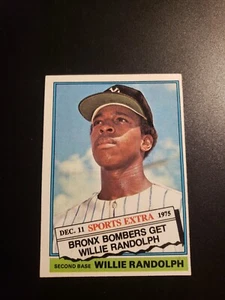 DEC. 11 SPORTS EXTRA 1975
BRONX BOMBERS GET
WILLIE RANDOLPH
SECOND BASE WILLIE RANDOLPH